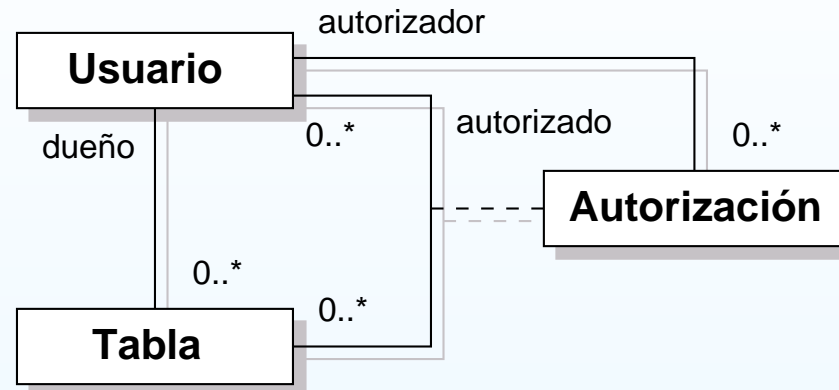 autorizador
Usuario
dueño
0..*
autorizado
0..*
Autorización
0..*
0..*
Tabla